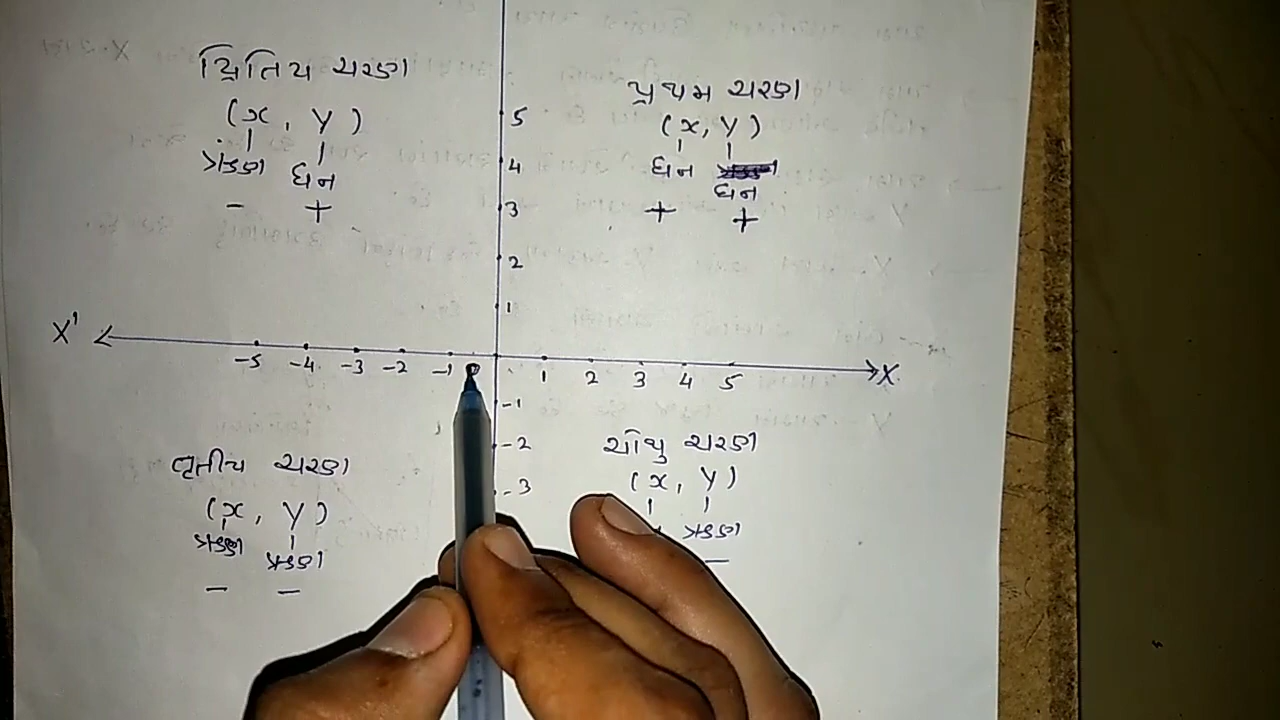 દ્વિતિય ચરણ
(x, y)
ઋણ ધન
- +
પ્રથમ ચરણ
(x, y)
ધન
ધન
+ +
5
4
3
2
1
X' -5 -4 -3 -2 -1 0 1 2 3 4 5 X
-1
-2
-3
તૃતીય ચરણ
(x, y)
ઋણ ઋણ
- -
ચોથુ ચરણ
(x, y)
ઋણ
-